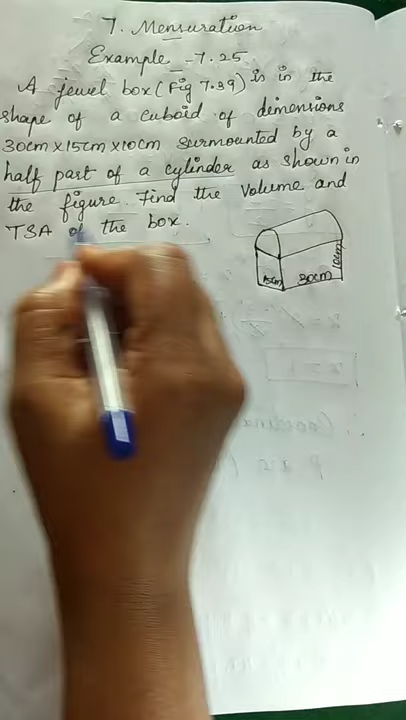 7. Mensuration
Example - 7.25
A jewel box (Fig 7.39) is in the
shape of a cuboid of dimensions
30cm x 15cm x 10cm surmounted by a
half part of a cylinder as shown in
the figure. Find the volume and
TSA of the box.
10cm
15cm 30cm